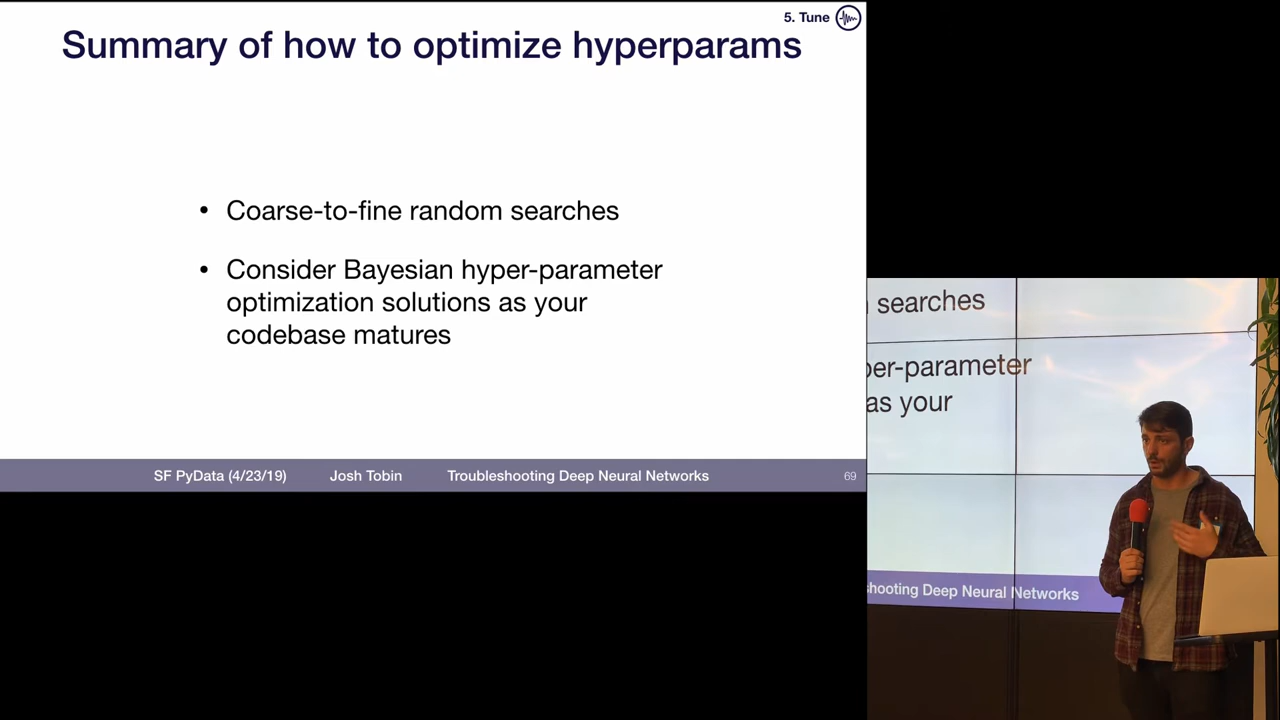 5. Tune
Summary of how to optimize hyperparams
• Coarse-to-fine random searches
• Consider Bayesian hyper-parameter
optimization solutions as your
codebase matures
SF PyData (4/23/19) Josh Tobin Troubleshooting Deep Neural Networks 69
searches
per-parameter
as your
shooting Deep Neural Networks